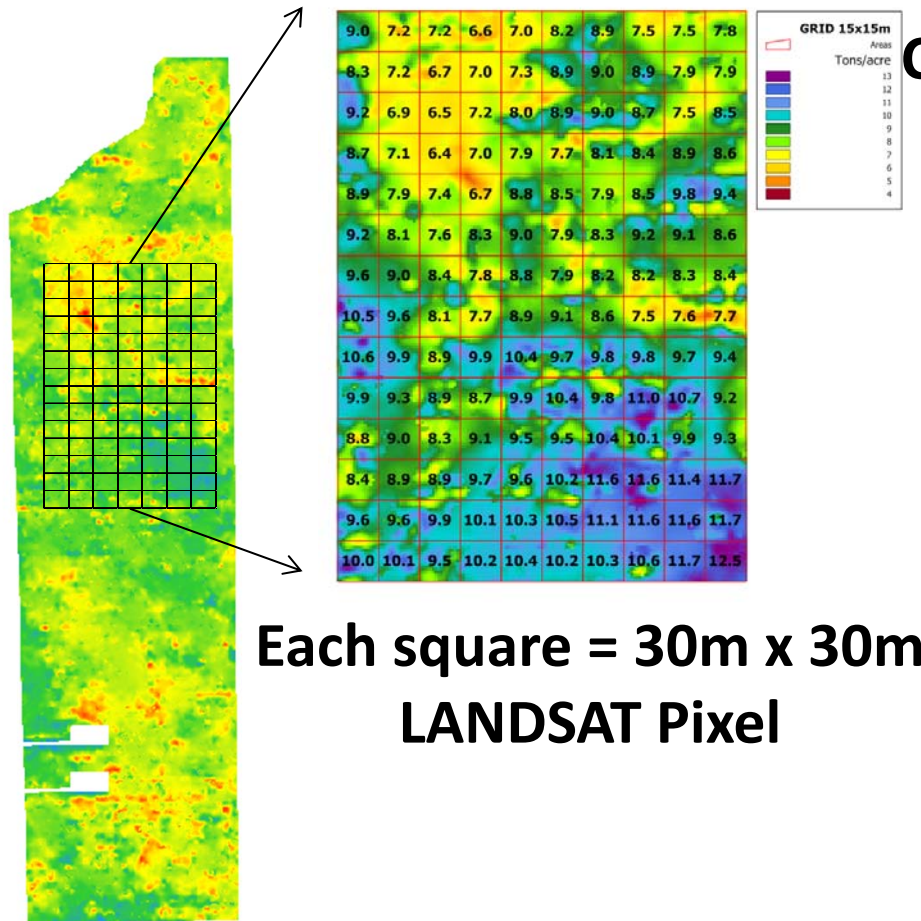 9.0 7.2 7.2 6.6 7.0 8.2 8.9 7.5 7.5 7.8
8.3 7.2 6.7 7.0 7.3 8.9 9.0 8.9 7.9 7.9
9.2 6.9 6.5 7.2 8.0 8.9 9.0 8.7 7.5 8.5
8.7 7.1 6.4 7.0 7.9 7.7 8.1 8.4 8.9 8.6
8.9 7.9 7.4 6.7 8.8 8.5 7.9 8.5 9.8 9.4
9.2 8.1 7.6 8.3 9.0 7.9 8.3 9.2 9.1 8.6
9.6 9.0 8.4 7.8 8.8 7.9 8.2 8.2 8.3 8.4
10.5 9.6 8.1 7.7 8.9 9.1 8.6 7.5 7.6 7.7
10.6 9.9 8.9 9.9 10.4 9.7 9.8 9.8 9.7 9.4
9.9 9.3 8.9 8.7 9.9 10.4 9.8 11.0 10.7 9.2
8.8 9.0 8.3 9.1 9.5 9.5 10.4 10.1 9.9 9.3
8.4 8.9 8.9 9.7 9.6 10.2 11.6 11.6 11.4 11.7
9.6 9.6 9.9 10.1 10.3 10.5 11.1 11.6 11.6 11.7
10.0 10.1 9.5 10.2 10.4 10.2 10.3 10.6 11.7 12.5
GRID 15x15m
Areas
Tons/acre
13
12
11
10
9
8
7
6
5
4
Each square = 30m x 30m
LANDSAT Pixel